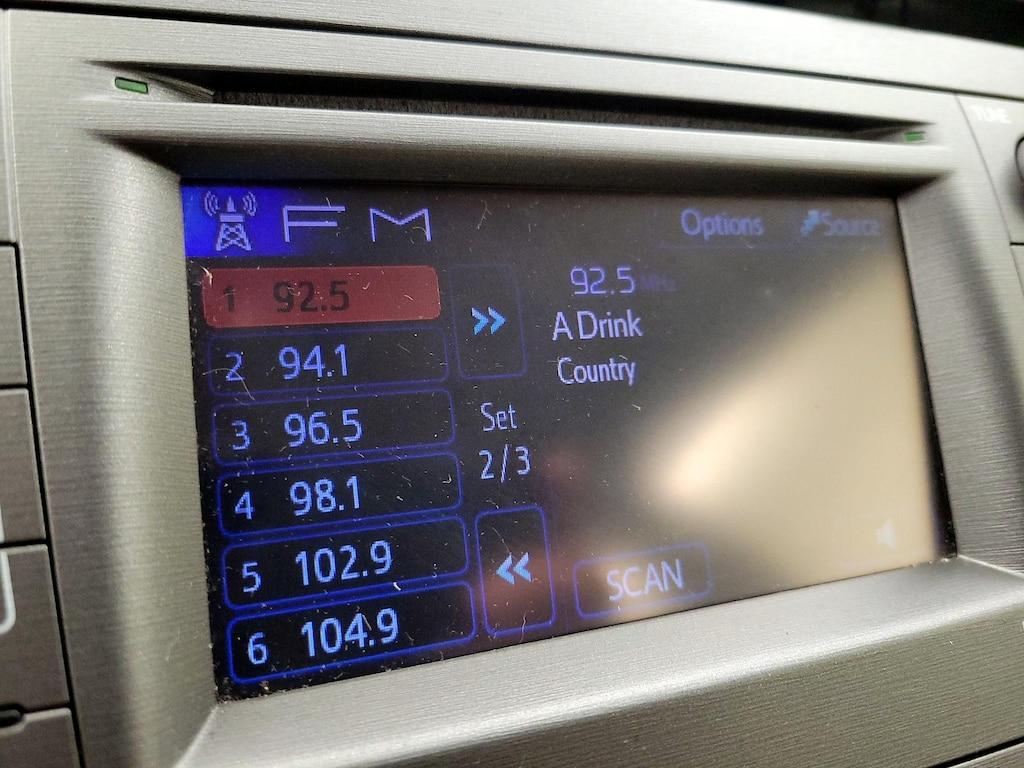 TUNE
FM
Options
Source
1 92.5
2 94.1
3 96.5
4 98.1
5 102.9
6 104.9
>>
Set
2/3
<<
92.5 MHz
A Drink
Country
SCAN